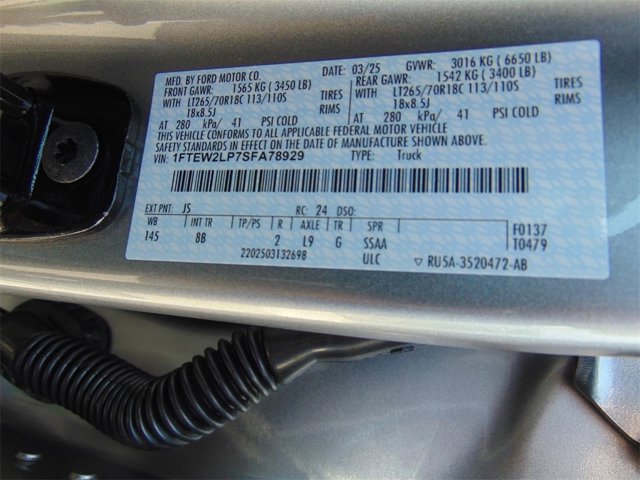 MFD. BY FORD MOTOR CO. DATE: 03/25 GVWR: 3016 KG (6650 LB)
FRONT GAWR: 1565 KG (3450 LB) REAR GAWR: 1542 KG (3400 LB)
WITH LT265/70R18C 113/110S TIRES WITH LT265/70R18C 113/110S TIRES
18x8.5J RIMS 18x8.5J RIMS
AT 280 kPa/ 41 PSI COLD AT 280 kPa/ 41 PSI COLD
THIS VEHICLE CONFORMS TO ALL APPLICABLE FEDERAL MOTOR VEHICLE
SAFETY STANDARDS IN EFFECT ON THE DATE OF MANUFACTURE SHOWN ABOVE.
VIN: 1FTEW2LP7SFA78929 TYPE: Truck
EXT PNT: JS RC: 24 DSO:
WB INT TR TP/PS R AXLE TR SPR F0137
145 8B 2 L9 G SSAA T0479
2202503132698 ULC ▽ RU5A-3520472-AB